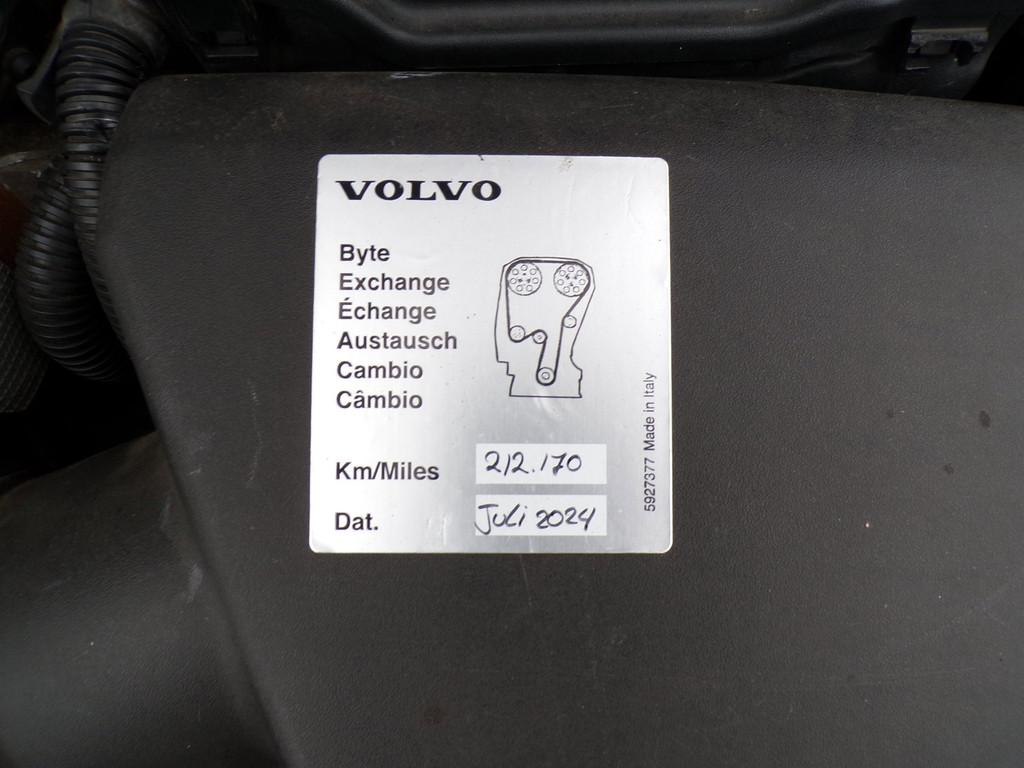 VOLVO
Byte
Exchange
Échange
Austausch
Cambio
Câmbio
Km/Miles 212.170
Dat. Juli 2024
5927377 Made in Italy